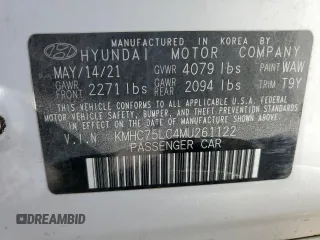 MANUFACTURED IN KOREA BY
HYUNDAI MOTOR COMPANY
MAY/14/21 GVWR 4079 lbs PAINT WAW
GAWR FRONT 2271 lbs GAWR REAR 2094 lbs TRIM T9Y
THIS VEHICLE CONFORMS TO ALL APPLICABLE U.S. FEDERAL MOTOR VEHICLE
SAFETY, BUMPER, AND THEFT PREVENTION STANDARDS IN EFFECT ON
THE DATE OF MANUFACTURE SHOWN ABOVE.
V.I.N KMHC75LC4MU261122
PASSENGER CAR
© AUTOBIDMASTER